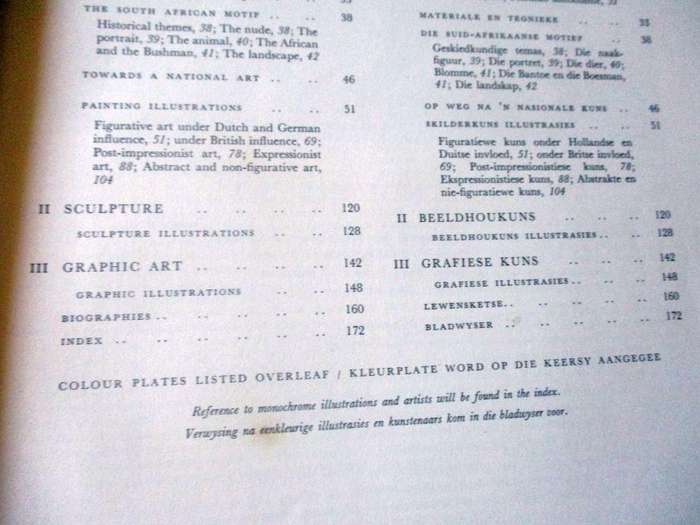 THE SOUTH AFRICAN MOTIF .. .. 38
Historical themes, 38; The nude, 38; The
portrait, 39; The animal, 40; The African
and the Bushman, 41; The landscape, 42
TOWARDS A NATIONAL ART .. .. 46
PAINTING ILLUSTRATIONS .. .. 51
Figurative art under Dutch and German
influence, 51; under British influence, 69;
Post-impressionist art, 78; Expressionist
art, 88; Abstract and non-figurative art,
104
II SCULPTURE .. .. .. .. 120
SCULPTURE ILLUSTRATIONS .. .. 128
III GRAPHIC ART .. .. .. .. 142
GRAPHIC ILLUSTRATIONS .. .. 148
BIOGRAPHIES .. .. .. .. .. 160
INDEX .. .. .. .. .. .. 172
MATERIALE EN TEGNIEKE .. .. 35
DIE SUID-AFRIKAANSE MOTIEF .. 38
Geskiedkundige temas, 38; Die naak-
figuur, 39; Die portret, 39; Die dier, 40;
Blomme, 41; Die Bantoe en die Boesman,
41; Die landskap, 42
OP WEG NA 'N NASIONALE KUNS .. 46
SKILDERKUNS ILLUSTRASIES .. .. 51
Figuratiewe kuns onder Hollandse en
Duitse invloed, 51; onder Britse invloed,
69; Post-impressionistiese kuns, 78;
Ekspressionistiese kuns, 88; Abstrakte en
nie-figuratiewe kuns, 104
II BEELDHOUKUNS .. .. .. 120
BEELDHOUKUNS ILLUSTRASIES .. .. 128
III GRAFIESE KUNS .. .. .. 142
GRAFIESE ILLUSTRASIES .. .. .. 148
LEWENSKETSE .. .. .. .. .. 160
BLADWYSER .. .. .. .. .. 172
COLOUR PLATES LISTED OVERLEAF / KLEURPLATE WORD OP DIE KEERSY AANGEGEE
Reference to monochrome illustrations and artists will be found in the index.
Verwysing na eenkleurige illustrasies en kunstenaars kom in die bladwyser voor.